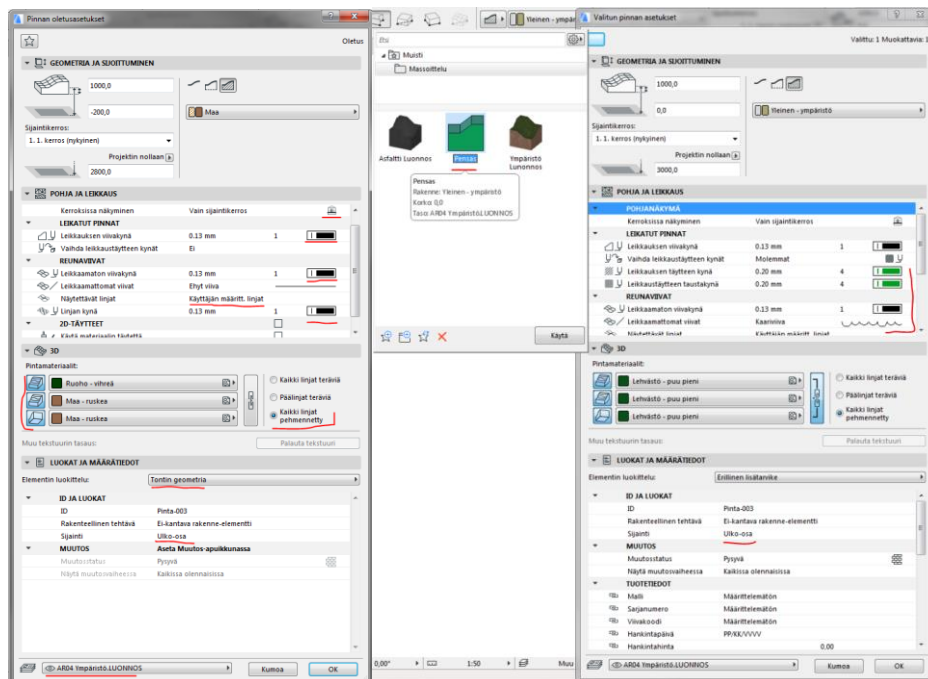 Pinnan oletusasetukset
Oletus
GEOMETRIA JA SIJOITTUMINEN
1000,0
-200,0
Maa
Sijaintikerros:
1. 1. kerros (nykyinen)
Projektin nollaan
2800,0
POHJA JA LEIKKAUS
Kerroksissa näkyminen Vain sijaintikerros
LEIKATUT PINNAT
Leikkauksen viivakynä 0.13 mm 1
Vaihda leikkaustäytteen kynät Ei
REUNAVIIVAT
Leikkaamaton viivakynä 0.13 mm 1
Leikkaamattomat viivat Ehyt viiva
Näytettävät linjat Käyttäjän määritt. linjat
Linjan kynä 0.13 mm 1
2D-TÄYTTEET
Käytä materiaalin täytettä
3D
Pintamateriaalit:
Ruoho - vihreä
Maa - ruskea
Maa - ruskea
Kaikki linjat teräviä
Päälinjat teräviä
Kaikki linjat pehmennetty
Muu tekstuurin tasaus:
Palauta tekstuuri
LUOKAT JA MÄÄRÄTIEDOT
Elementin luokittelu: Tontin geometria
ID JA LUOKAT
ID Pinta-003
Rakenteellinen tehtävä Ei-kantava rakenne-elementti
Sijainti Ulko-osa
MUUTOS Aseta Muutos-apuikkunassa
Muutosstatus Pysyvä
Näytä muutosvaiheessa Kaikissa olennaisissa
AR04 Ympäristö.LUONNOS
Kumoa
OK
Yleinen - ympär
Etsi
Muisti
Massoittelu
Asfaltti Luonnos
Pensas
Ympäristö Lunonnos
Pensas
Rakenne: Yleinen - ympäristö
Korko: 0,0
Taso: AR04 Ympäristö.LUONNOS
Käytä
0,00°
1:50
Muu
Valitun pinnan asetukset
Valittu: 1 Muokattavia: 1
GEOMETRIA JA SIJOITTUMINEN
1000,0
0,0
Yleinen - ympäristö
Sijaintikerros:
1. 1. kerros (nykyinen)
Projektin nollaan
3000,0
POHJA JA LEIKKAUS
POHJANÄKYMÄ
Kerroksissa näkyminen Vain sijaintikerros
LEIKATUT PINNAT
Leikkauksen viivakynä 0.13 mm 1
Vaihda leikkaustäytteen kynät Molemmat
Leikkauksen täytteen kynä 0.20 mm 4
Leikkaustäytteen taustakynä 0.20 mm 4
REUNAVIIVAT
Leikkaamaton viivakynä 0.13 mm 1
Leikkaamattomat viivat Kaariviiva
Näytettävät linjat Käyttäjän määritt. linjat
3D
Pintamateriaalit:
Lehvästö - puu pieni
Lehvästö - puu pieni
Lehvästö - puu pieni
Kaikki linjat teräviä
Päälinjat teräviä
Kaikki linjat pehmennetty
Muu tekstuurin tasaus:
Palauta tekstuuri
LUOKAT JA MÄÄRÄTIEDOT
Elementin luokittelu: Erillinen lisätarvike
ID JA LUOKAT
ID Pinta-003
Rakenteellinen tehtävä Ei-kantava rakenne-elementti
Sijainti Ulko-osa
MUUTOS
Muutosstatus Pysyvä
Näytä muutosvaiheessa Kaikissa olennaisissa
TUOTETIEDOT
Malli Määrittelemätön
Sarjanumero Määrittelemätön
Viivakoodi Määrittelemätön
Hankintapäivä PP/KK/VVVV
Hankintahinta 0.00
AR04 Ympäristö.LUONNOS
Kumoa
OK